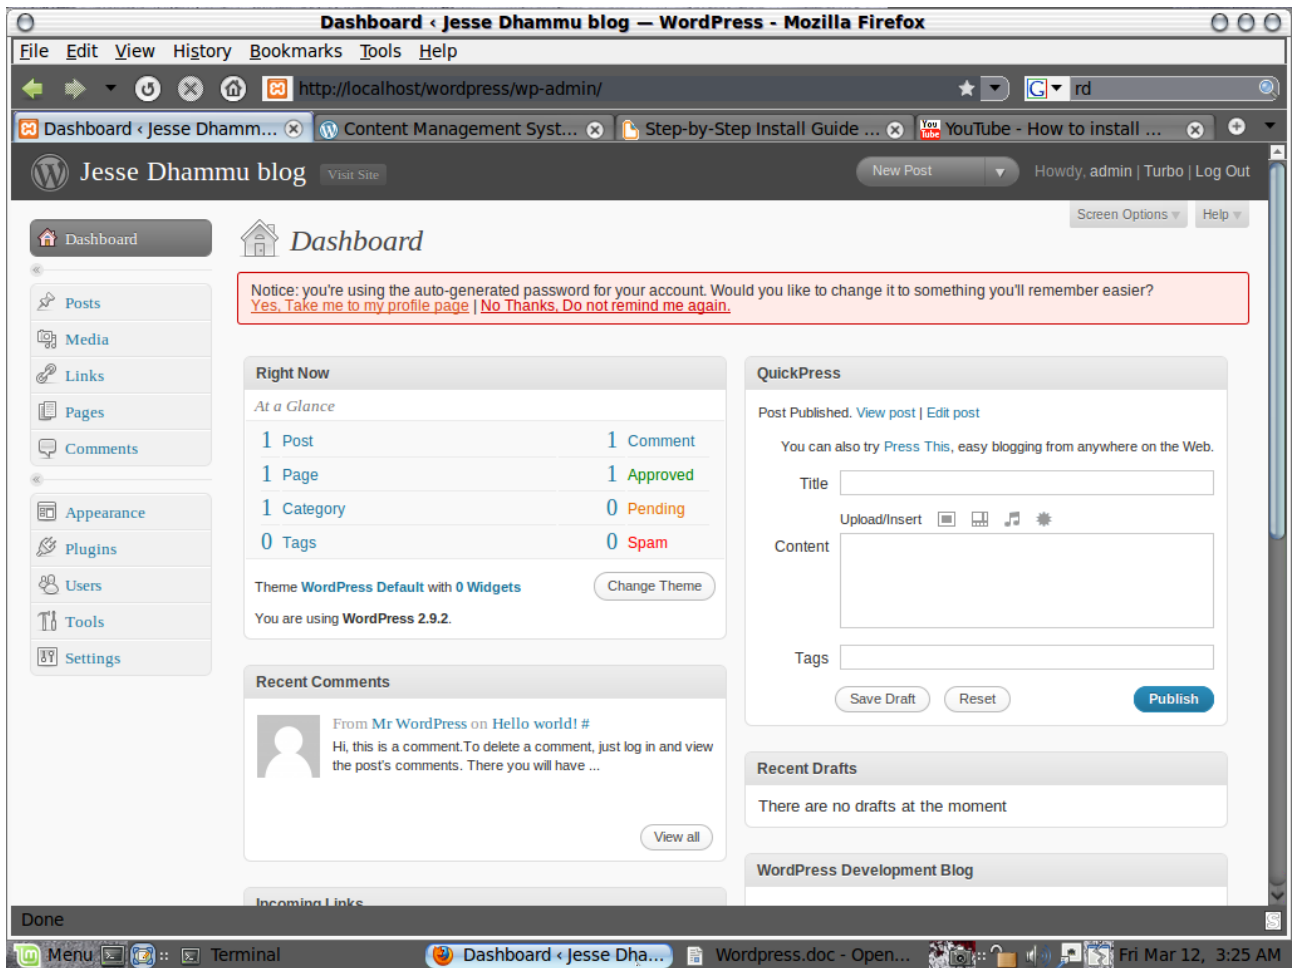 Dashboard ‹ Jesse Dhammu blog — WordPress - Mozilla Firefox
File Edit View History Bookmarks Tools Help
http://localhost/wordpress/wp-admin/ G rd
Dashboard ‹ Jesse Dhamm... Content Management Syst... Step-by-Step Install Guide ... You Tube YouTube - How to install ...
Jesse Dhammu blog Visit Site New Post Howdy, admin | Turbo | Log Out
Screen Options Help
Dashboard
Posts
Media
Links
Pages
Comments
Appearance
Plugins
Users
Tools
Settings
Dashboard
Notice: you're using the auto-generated password for your account. Would you like to change it to something you'll remember easier?
Yes, Take me to my profile page | No Thanks, Do not remind me again.
Right Now
At a Glance
1 Post 1 Comment
1 Page 1 Approved
1 Category 0 Pending
0 Tags 0 Spam
Theme WordPress Default with 0 Widgets Change Theme
You are using WordPress 2.9.2.
Recent Comments
From Mr WordPress on Hello world! #
Hi, this is a comment.To delete a comment, just log in and view
the post's comments. There you will have ...
View all
Incoming Links
QuickPress
Post Published. View post | Edit post
You can also try Press This, easy blogging from anywhere on the Web.
Title
Upload/Insert
Content
Tags
Save Draft Reset Publish
Recent Drafts
There are no drafts at the moment
WordPress Development Blog
Done
Menu Terminal Dashboard ‹ Jesse Dha... Wordpress.doc - Open... Fri Mar 12, 3:25 AM